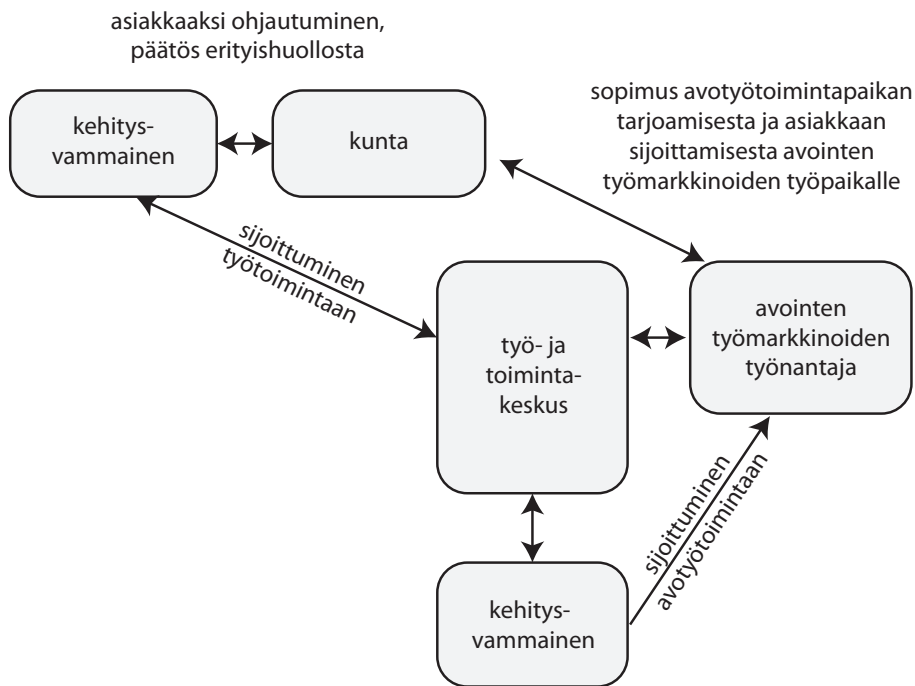 asiakkaaksi ohjautuminen,
päätös erityishuollosta
kehitys-
vammainen
kunta
sopimus avotyötoimintapaikan
tarjoamisesta ja asiakkaan
sijoittamisesta avointen
työmarkkinoiden työpaikalle
sijoittuminen
työtoimintaan
työ- ja
toiminta-
keskus
avointen
työmarkkinoiden
työnantaja
sijoittuminen
avotyötoimintaan
kehitys-
vammainen